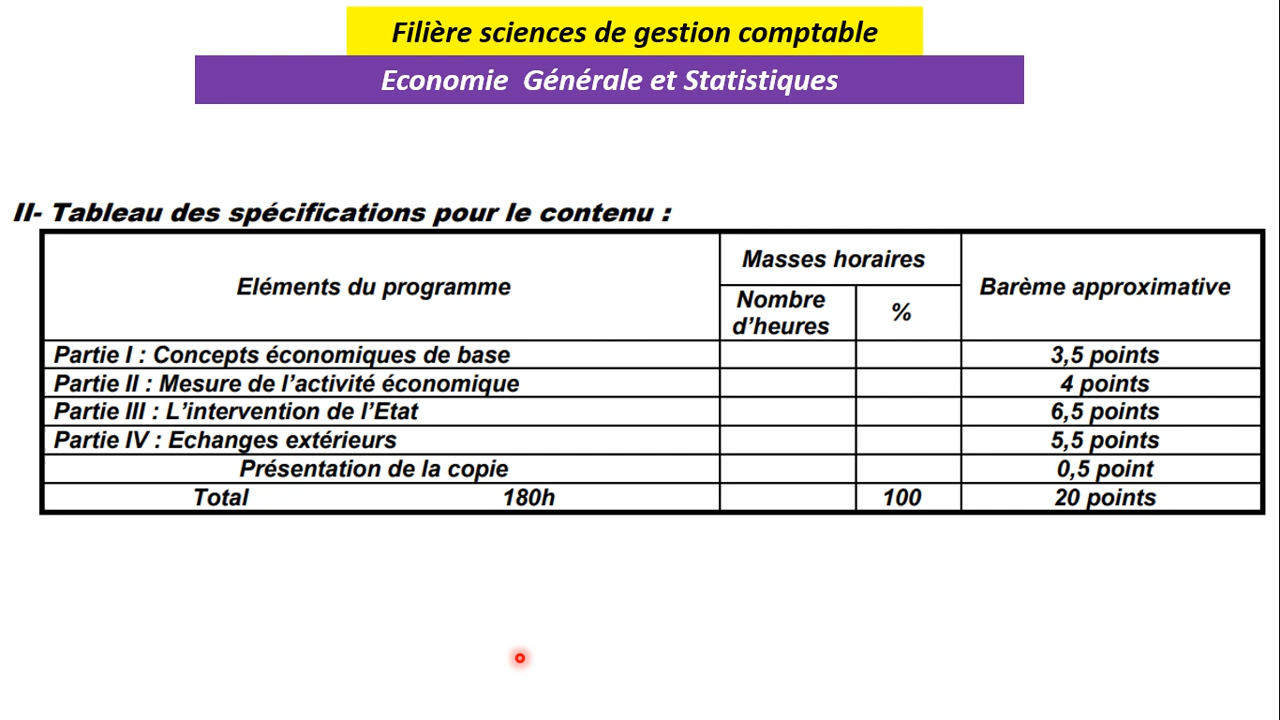 Filière sciences de gestion comptable
Economie Générale et Statistiques
II- Tableau des spécifications pour le contenu :
Eléments du programme
Masses horaires
Barème approximative
Nombre d’heures
%
Partie I : Concepts économiques de base 3,5 points
Partie II : Mesure de l’activité économique 4 points
Partie III : L’intervention de l’Etat 6,5 points
Partie IV : Echanges extérieurs 5,5 points
Présentation de la copie 0,5 point
Total 180h 100 20 points